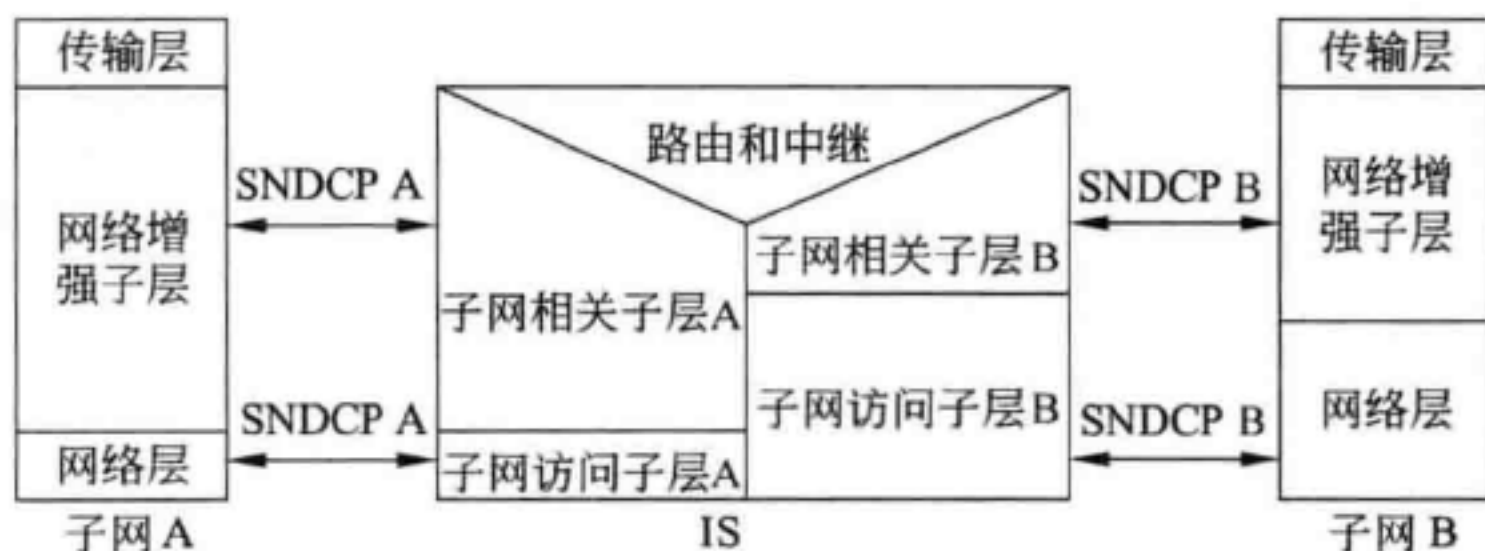 传输层
网络增
强子层
网络层
子网 A
SNDCP A
SNDCP A
路由和中继
子网相关子层A
子网访问子层A
子网相关子层 B
子网访问子层B
IS
SNDCP B
SNDCP B
传输层
网络增
强子层
网络层
子网 B